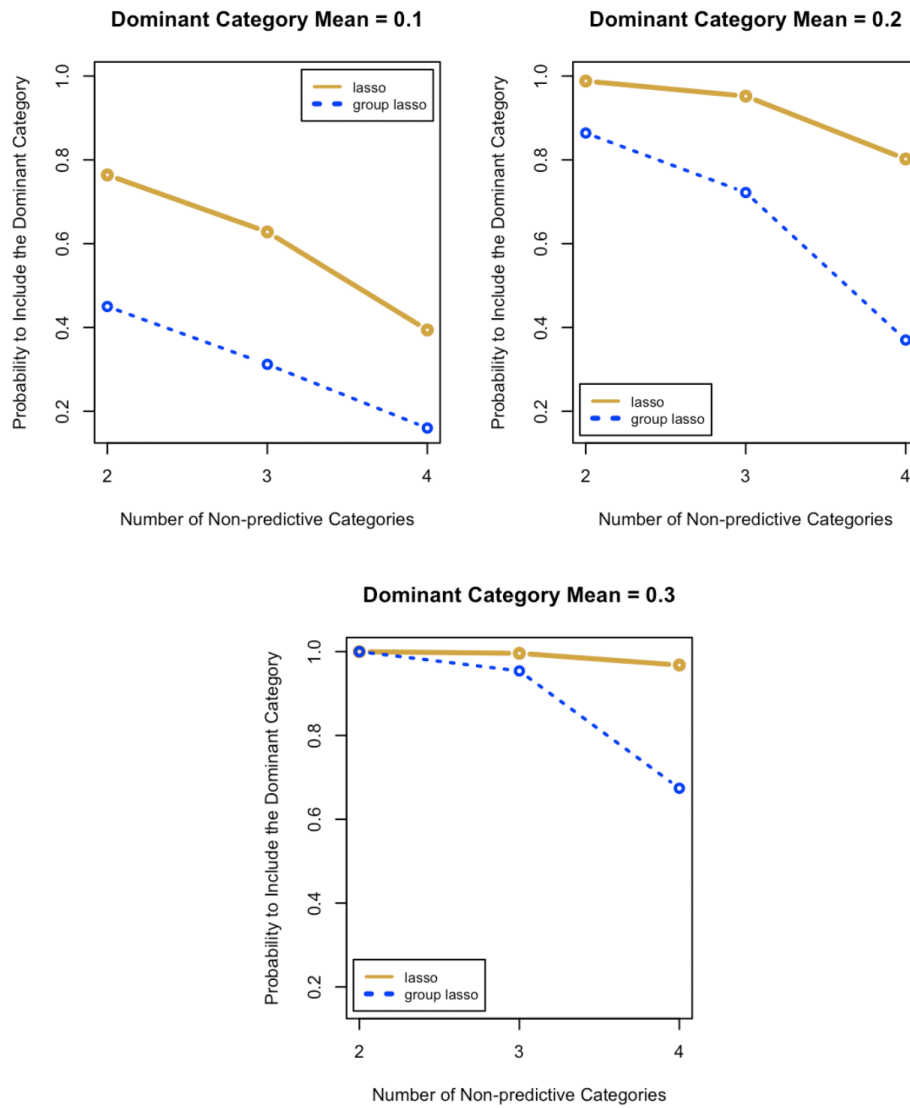 Dominant Category Mean = 0.1
Probability to Include the Dominant Category
1.0
0.8
0.6
0.4
0.2
lasso
group lasso
2 3 4
Number of Non-predictive Categories
Dominant Category Mean = 0.2
Probability to Include the Dominant Category
1.0
0.8
0.6
0.4
0.2
lasso
group lasso
2 3 4
Number of Non-predictive Categories
Dominant Category Mean = 0.3
Probability to Include the Dominant Category
1.0
0.8
0.6
0.4
0.2
lasso
group lasso
2 3 4
Number of Non-predictive Categories